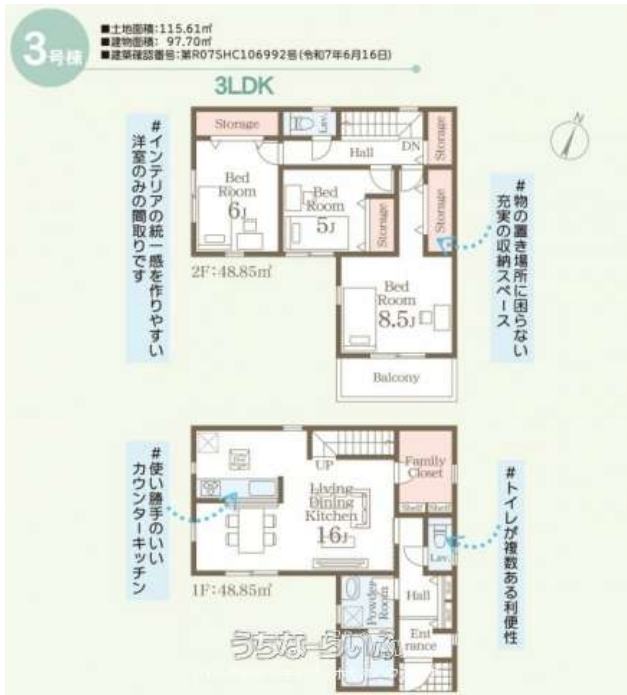 3号棟
■土地面積:115.61㎡
■建物面積: 97.70㎡
■建築確認番号:第R07SHC106992号(令和7年6月16日)
3LDK
#インテリアの統一感を作りやすい
洋室のみの間取りです
Storage
Lav.
Hall
DN
Storage
Bed
Room
6J
Bed
Room
5J
Storage
Storage
2F:48.85㎡
Bed
Room
8.5J
Balcony
N
#物の置き場所に困らない
充実の収納スペース
#使い勝手のいい
カウンターキッチン
UP
Family
Closet
Shelf
Shelf
Living
Dining
Kitchen
16J
1F:48.85㎡
Lav.
Hall
Powder
Room
Ent
rance
#トイレが複数ある利便性
うちなーらいふ